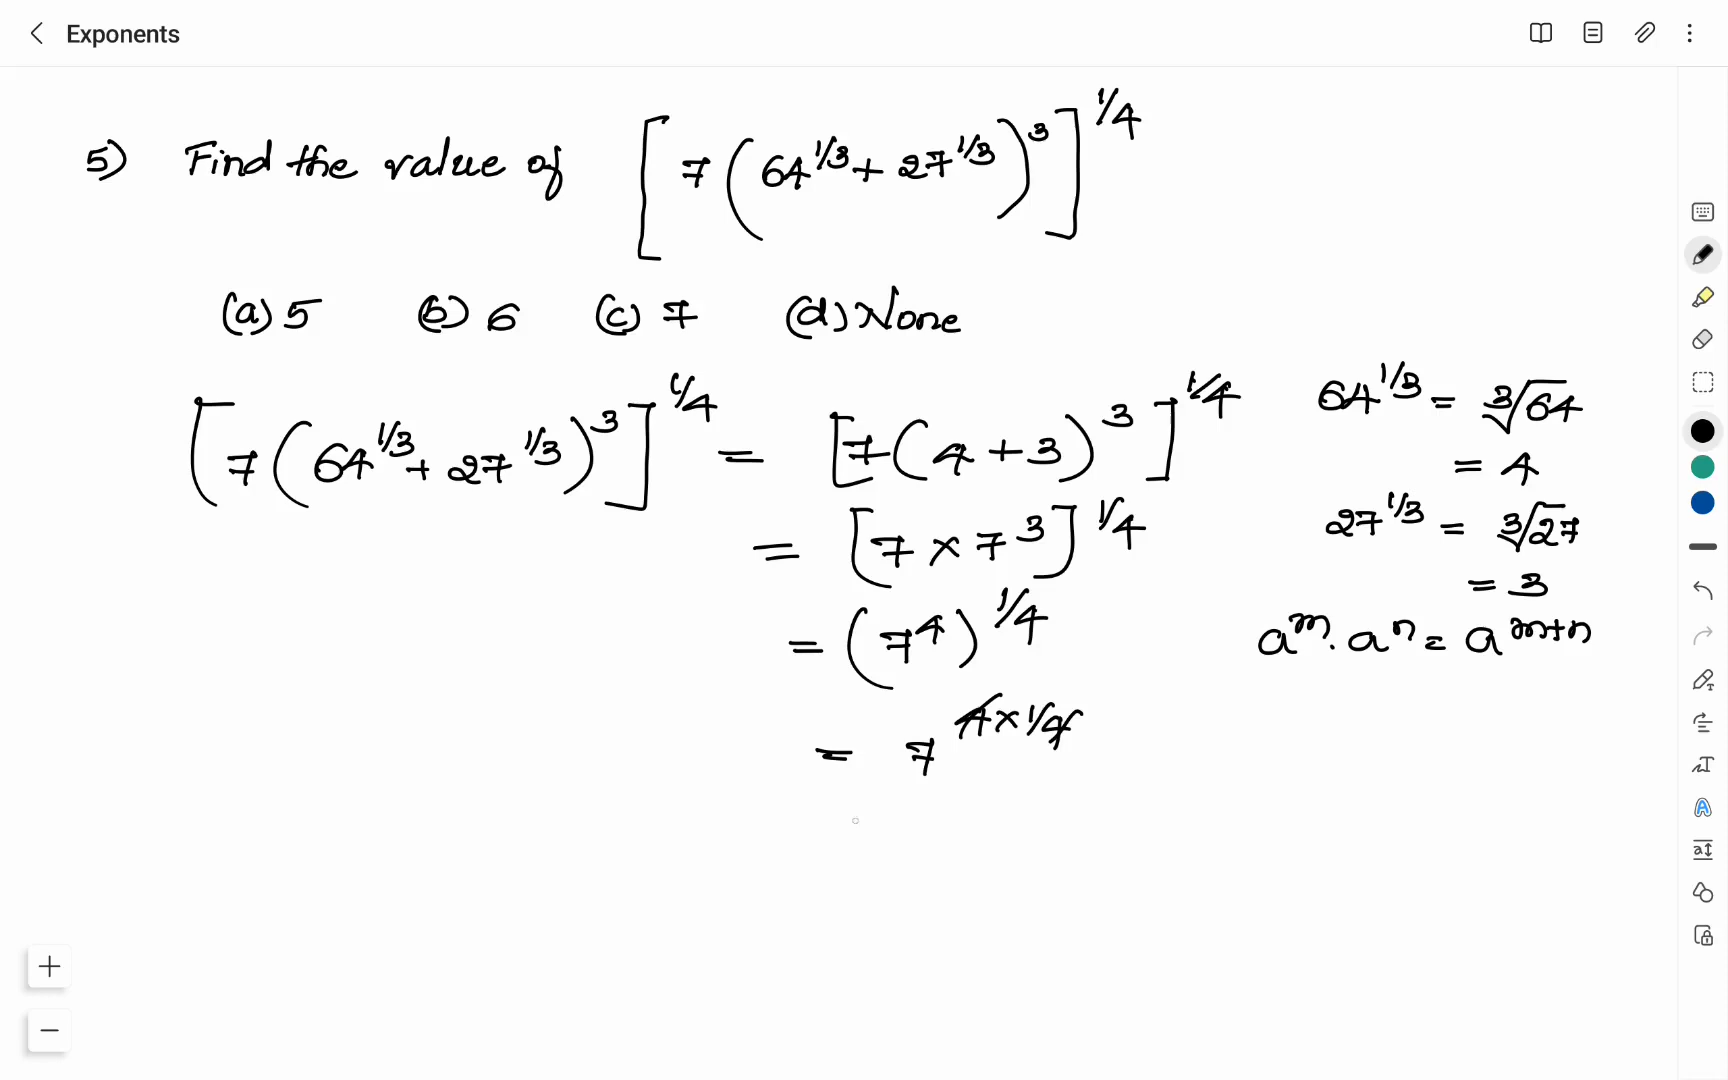 Exponents
5) Find the value of [7(64^1/3 + 27^1/3)^3]^1/4
(a) 5 (b) 6 (c) 7 (d) None
[7(64^1/3 + 27^1/3)^3]^1/4 = [7(4+3)^3]^1/4
= [7 × 7^3]^1/4
= (7^4)^1/4
= 7^4×1/4
64^1/3 = ∛64
= 4
27^1/3 = ∛27
= 3
a^m . a^n = a^m+n